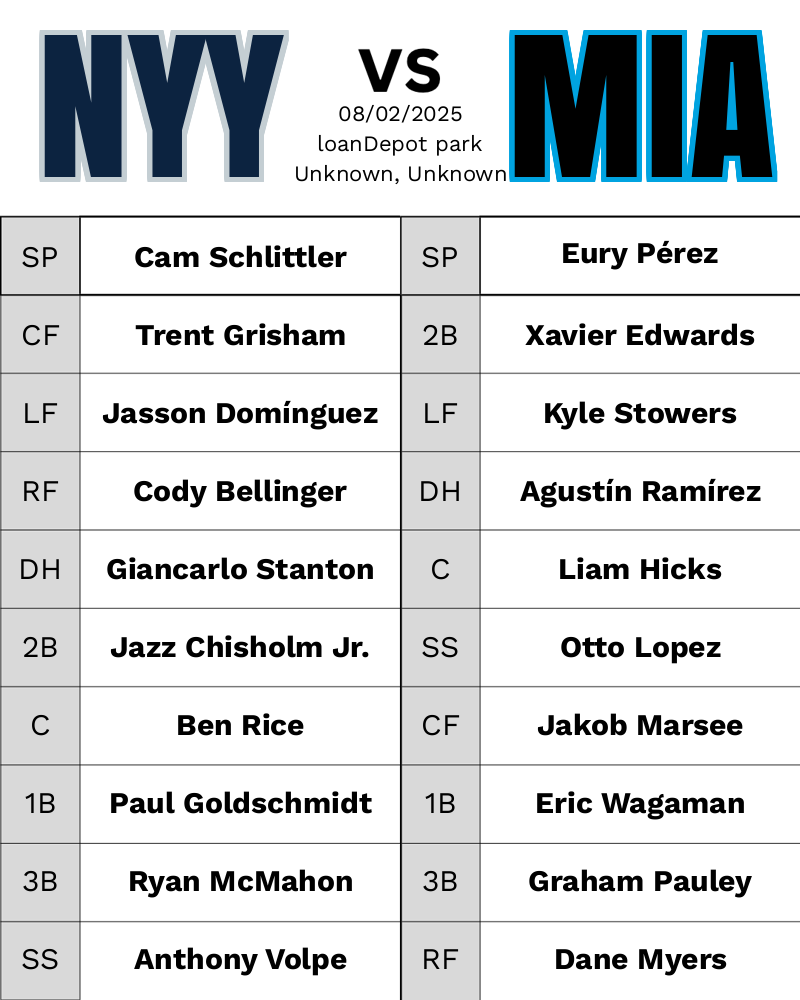 NYY
VS
MIA
08/02/2025
loanDepot park
Unknown, Unknown
SP Cam Schlittler SP Eury Pérez
CF Trent Grisham 2B Xavier Edwards
LF Jasson Domínguez LF Kyle Stowers
RF Cody Bellinger DH Agustín Ramírez
DH Giancarlo Stanton C Liam Hicks
2B Jazz Chisholm Jr. SS Otto Lopez
C Ben Rice CF Jakob Marsee
1B Paul Goldschmidt 1B Eric Wagaman
3B Ryan McMahon 3B Graham Pauley
SS Anthony Volpe RF Dane Myers